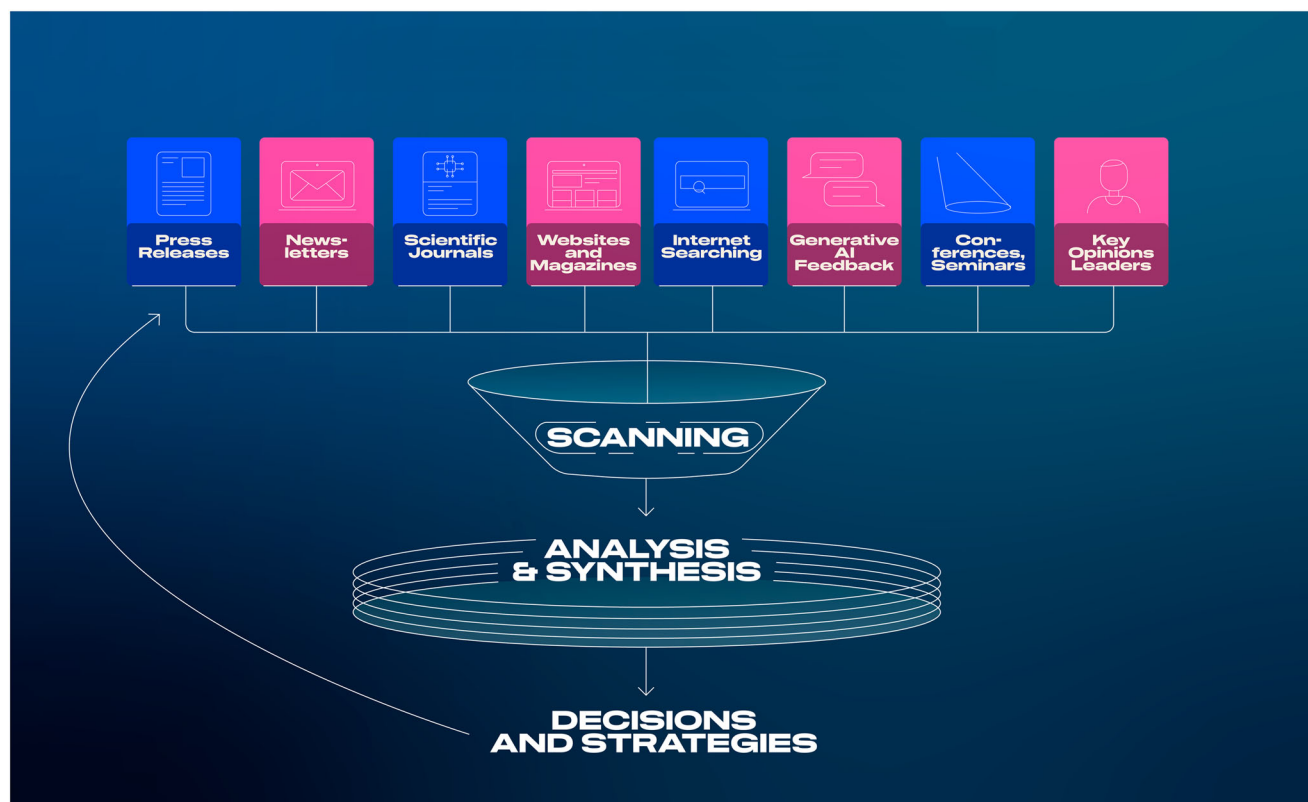 Press
Releases
News-
letters
Scientific
Journals
Websites
and
Magazines
Internet
Searching
Generative
AI
Feedback
Con-
ferences,
Seminars
Key
Opinions
Leaders
SCANNING
ANALYSIS
& SYNTHESIS
DECISIONS
AND STRATEGIES